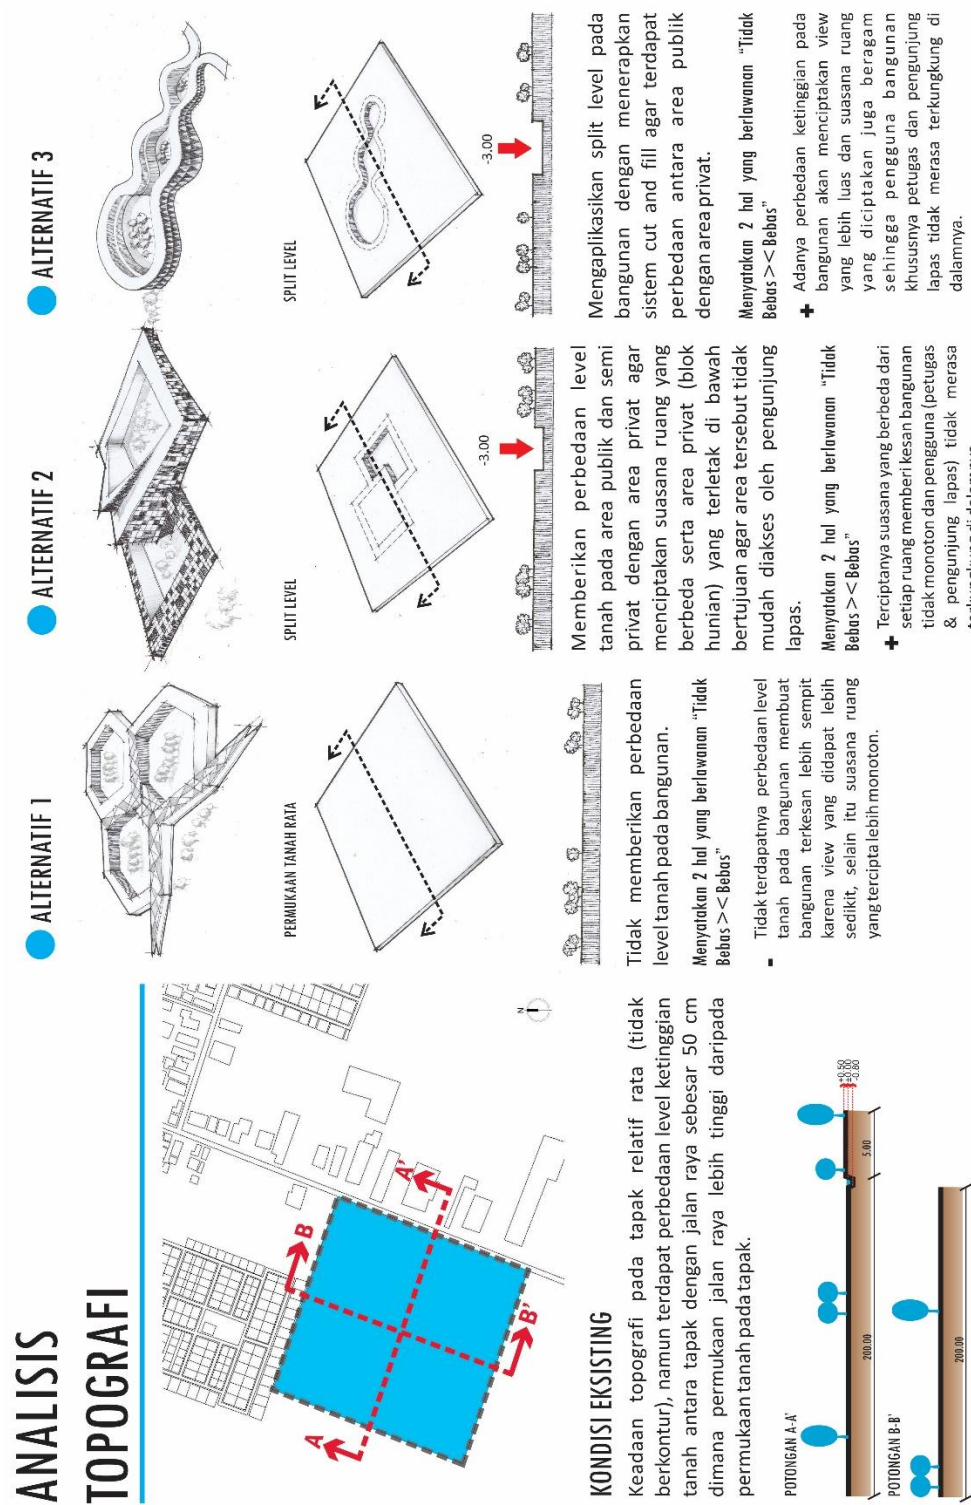 ANALISIS
TOPOGRAFI
A
A'
B
B'
N
KONDISI EKSISTING
Keadaan topografi pada tapak relatif rata (tidak
berkontur), namun terdapat perbedaan level ketinggian
tanah antara tapak dengan jalan raya sebesar 50 cm
dimana permukaan jalan raya lebih tinggi daripada
permukaan tanah pada tapak.
POTONGAN A-A'
200.00
5.00
+0.50
±0.00
-0.80
POTONGAN B-B'
200.00
ALTERNATIF 1
PERMUKAAN TANAH RATA
Tidak memberikan perbedaan
level tanah pada bangunan.
Menyatakan 2 hal yang berlawanan "Tidak
Bebas><Bebas"
- Tidak terdapatnya perbedaan level
tanah pada bangunan membuat
bangunan terkesan lebih sempit
karena view yang didapat lebih
sedikit, selain itu suasana ruang
yang tercipta lebih monoton.
ALTERNATIF 2
SPLIT LEVEL
-3.00
Memberikan perbedaan level
tanah pada area publik dan semi
privat dengan area privat agar
menciptakan suasana ruang yang
berbeda serta area privat (blok
hunian) yang terletak di bawah
bertujuan agar area tersebut tidak
mudah diakses oleh pengunjung
lapas.
Menyatakan 2 hal yang berlawanan "Tidak
Bebas><Bebas"
+ Terciptanya suasana yang berbeda dari
setiap ruang memberi kesan bangunan
tidak monoton dan pengguna (petugas
& pengunjung lapas) tidak merasa
ALTERNATIF 3
SPLIT LEVEL
-3.00
Mengaplikasikan split level pada
bangunan dengan menerapkan
sistem cut and fill agar terdapat
perbedaan antara area publik
dengan area privat.
Menyatakan 2 hal yang berlawanan "Tidak
Bebas><Bebas"
+ Adanya perbedaan ketinggian pada
bangunan akan menciptakan view
yang lebih luas dan suasana ruang
yang diciptakan juga beragam
sehingga pengguna bangunan
khususnya petugas dan pengunjung
lapas tidak merasa terkungkung di
dalamnya.